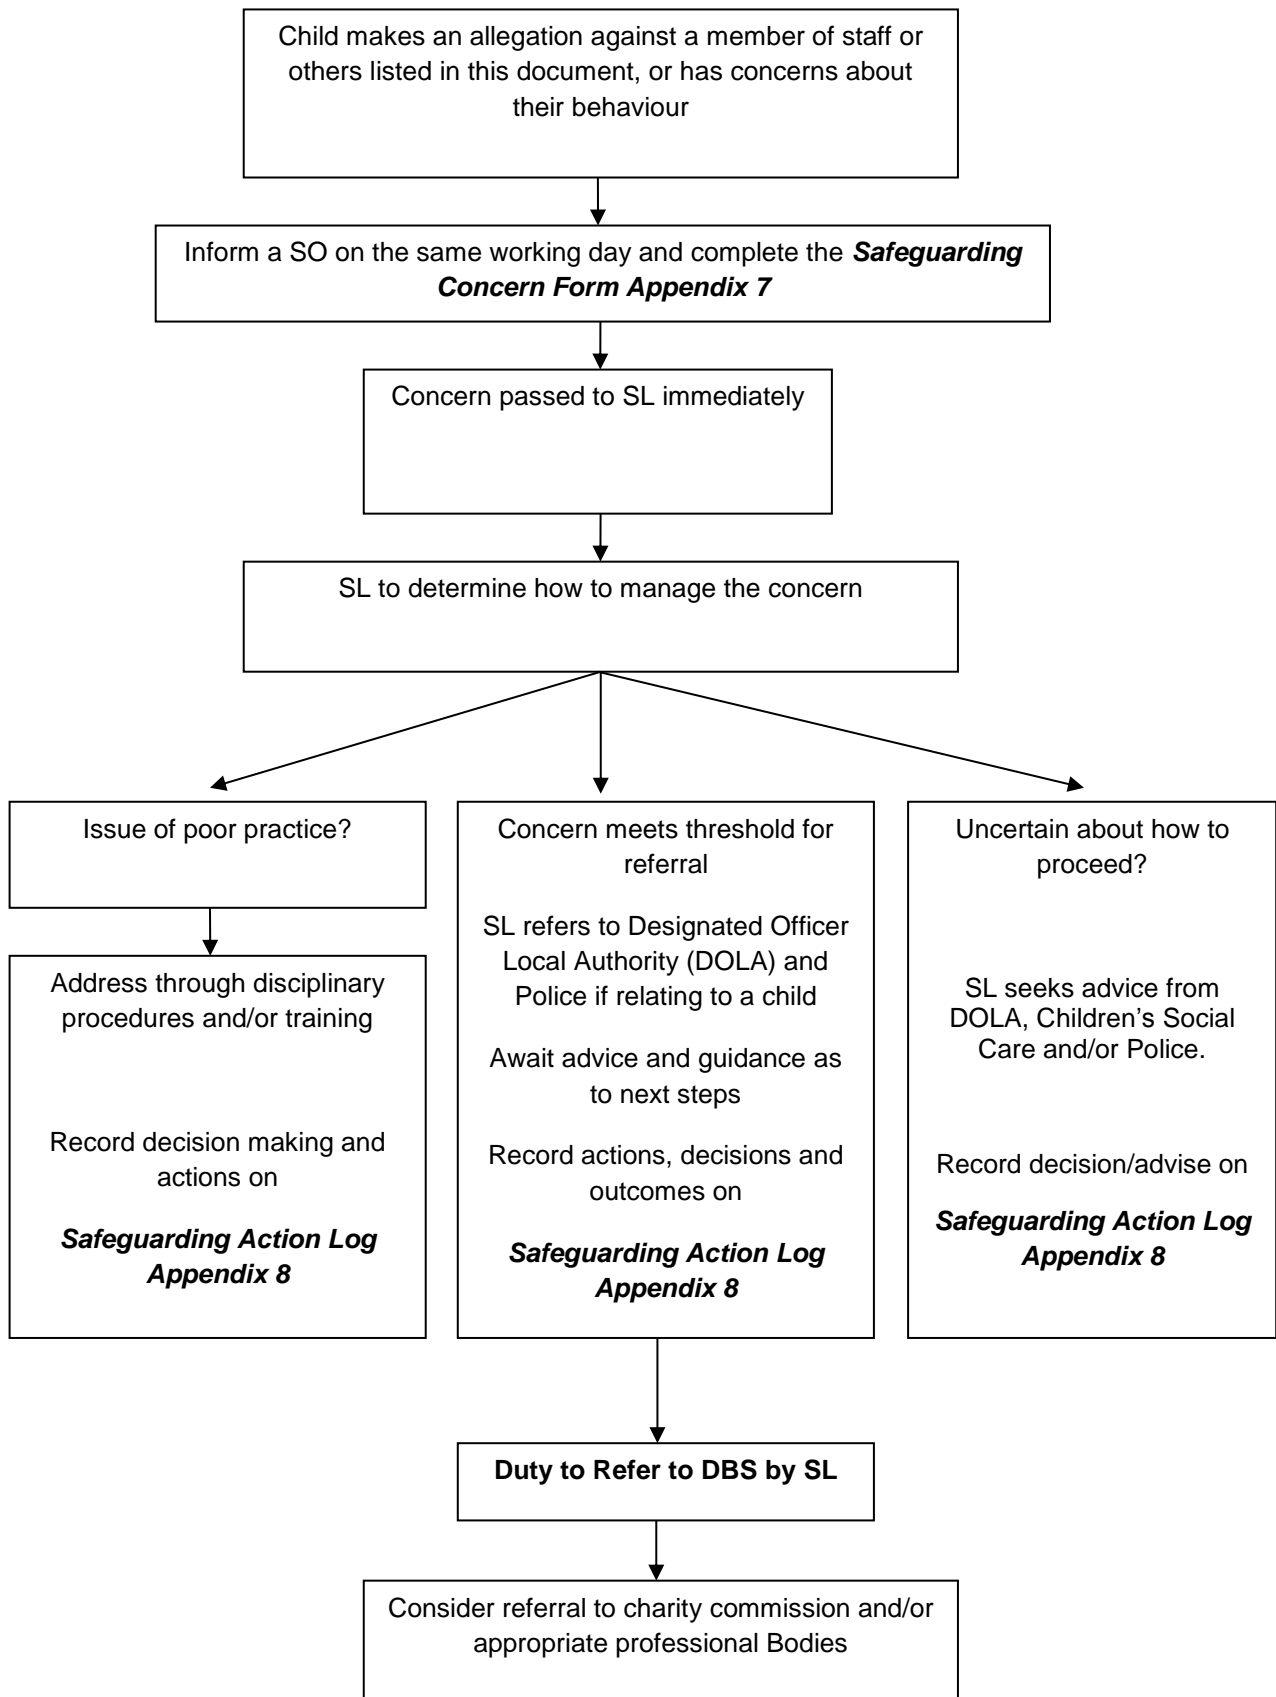 Child makes an allegation against a member of staff or
others listed in this document, or has concerns about
their behaviour
Inform a SO on the same working day and complete the Safeguarding
Concern Form Appendix 7
Concern passed to SL immediately
SL to determine how to manage the concern
Issue of poor practice?
Address through disciplinary
procedures and/or training
Record decision making and
actions on
Safeguarding Action Log
Appendix 8
Concern meets threshold for
referral
SL refers to Designated Officer
Local Authority (DOLA) and
Police if relating to a child
Await advice and guidance as
to next steps
Record actions, decisions and
outcomes on
Safeguarding Action Log
Appendix 8
Uncertain about how to
proceed?
SL seeks advice from
DOLA, Children’s Social
Care and/or Police.
Record decision/advise on
Safeguarding Action Log
Appendix 8
Duty to Refer to DBS by SL
Consider referral to charity commission and/or
appropriate professional Bodies